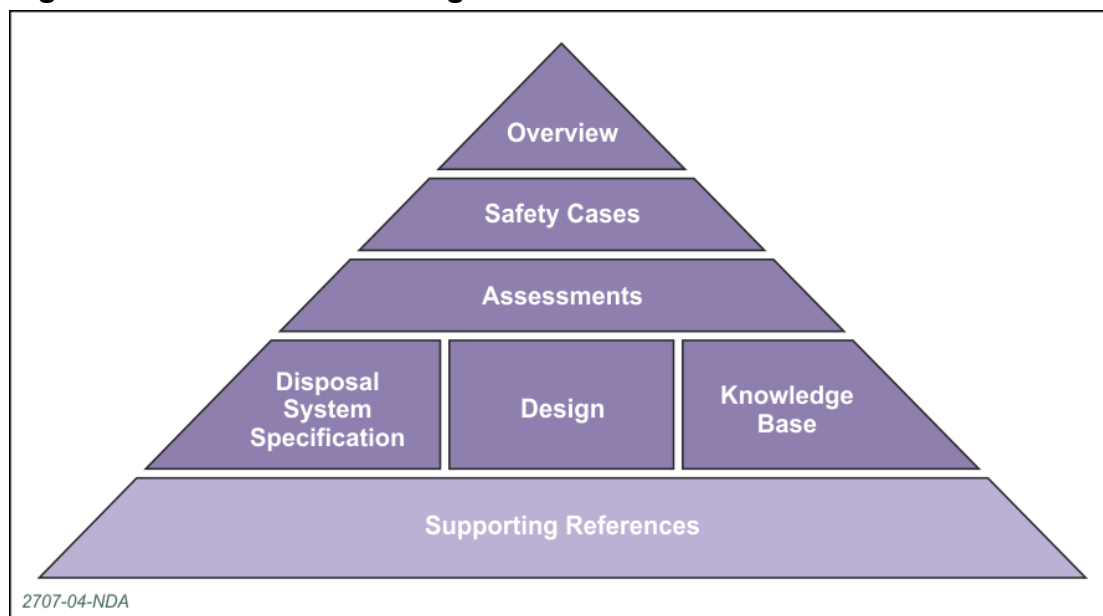 Overview
Safety Cases
Assessments
Disposal
System
Specification
Design
Knowledge
Base
Supporting References
2707-04-NDA